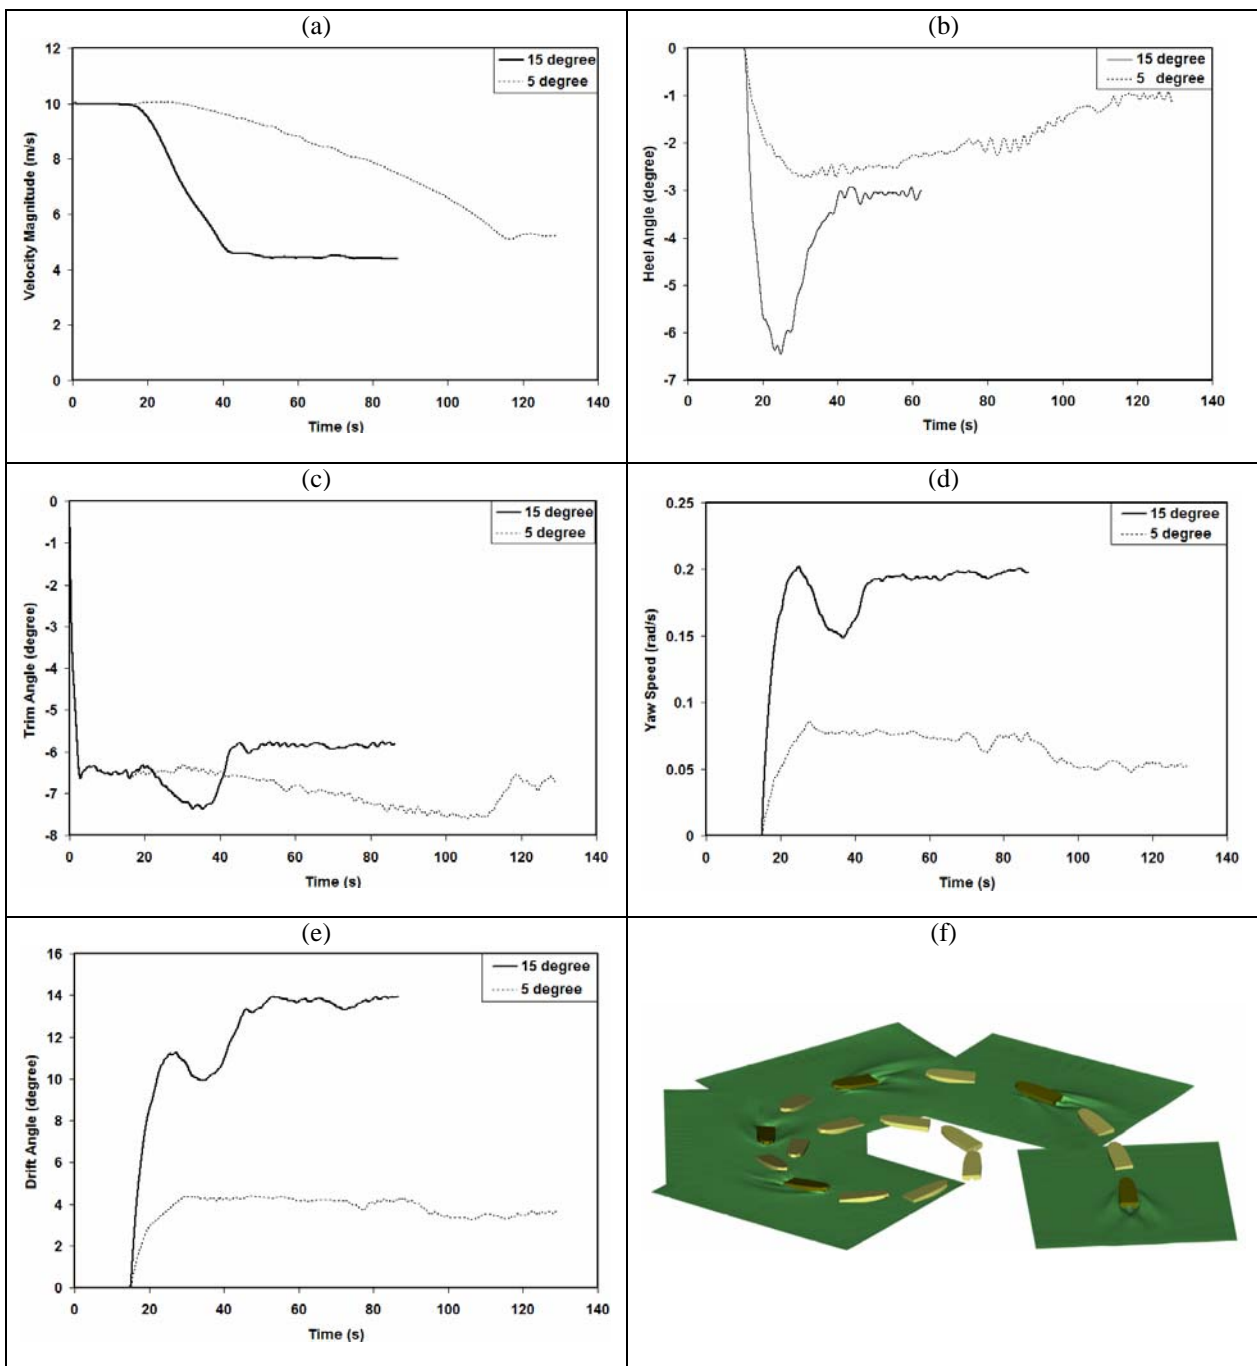 (a)
12
10
8
6
4
2
0
Velocity Magnitude (m/s)
15 degree
5 degree
0 20 40 60 80 100 120 140
Time (s)
(b)
0
-1
-2
-3
-4
-5
-6
-7
Heel Angle (degree)
15 degree
5 degree
0 20 40 60 80 100 120 140
Time (s)
(c)
0
-1
-2
-3
-4
-5
-6
-7
-8
Trim Angle (degree)
15 degree
5 degree
0 20 40 60 80 100 120 140
Time (s)
(d)
0.25
0.2
0.15
0.1
0.05
0
Yaw Speed (rad/s)
15 degree
5 degree
0 20 40 60 80 100 120 140
Time (s)
(e)
16
14
12
10
8
6
4
2
0
Drift Angle (degree)
15 degree
5 degree
0 20 40 60 80 100 120 140
Time (s)
(f)